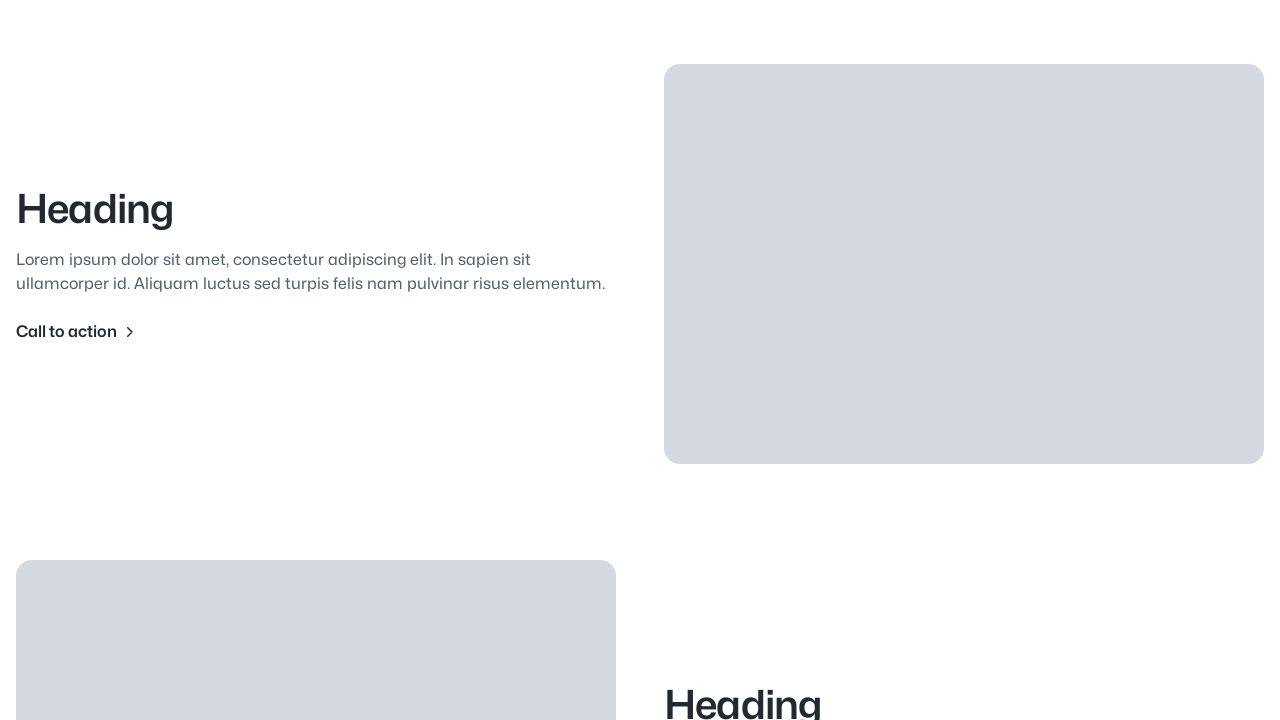 Heading
Lorem ipsum dolor sit amet, consectetur adipiscing elit. In sapien sit
ullamcorper id. Aliquam luctus sed turpis felis nam pulvinar risus elementum.
Call to action
Heading